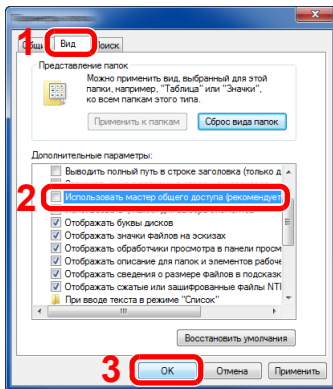 1
Общие
Вид
Поиск
Представление папок
Можно применить вид, выбранный для этой
папки, например, "Таблица" или "Значки",
ко всем папкам этого типа.
Применить к папкам
Сброс вида папок
Дополнительные параметры:
Выводить полный путь в строке заголовка (только д
2
Использовать мастер общего доступа (рекомендует
Отображать буквы дисков
Отображать значки файлов на эскизах
Отображать обработчики просмотра в панели просм
Отображать описание для папок и элементов рабоче
Отображать сведения о размере файлов в подсказк
Отображать сжатые или зашифрованные файлы NTF
При вводе текста в режиме "Список"
Восстановить умолчания
3
OK
Отмена
Применить